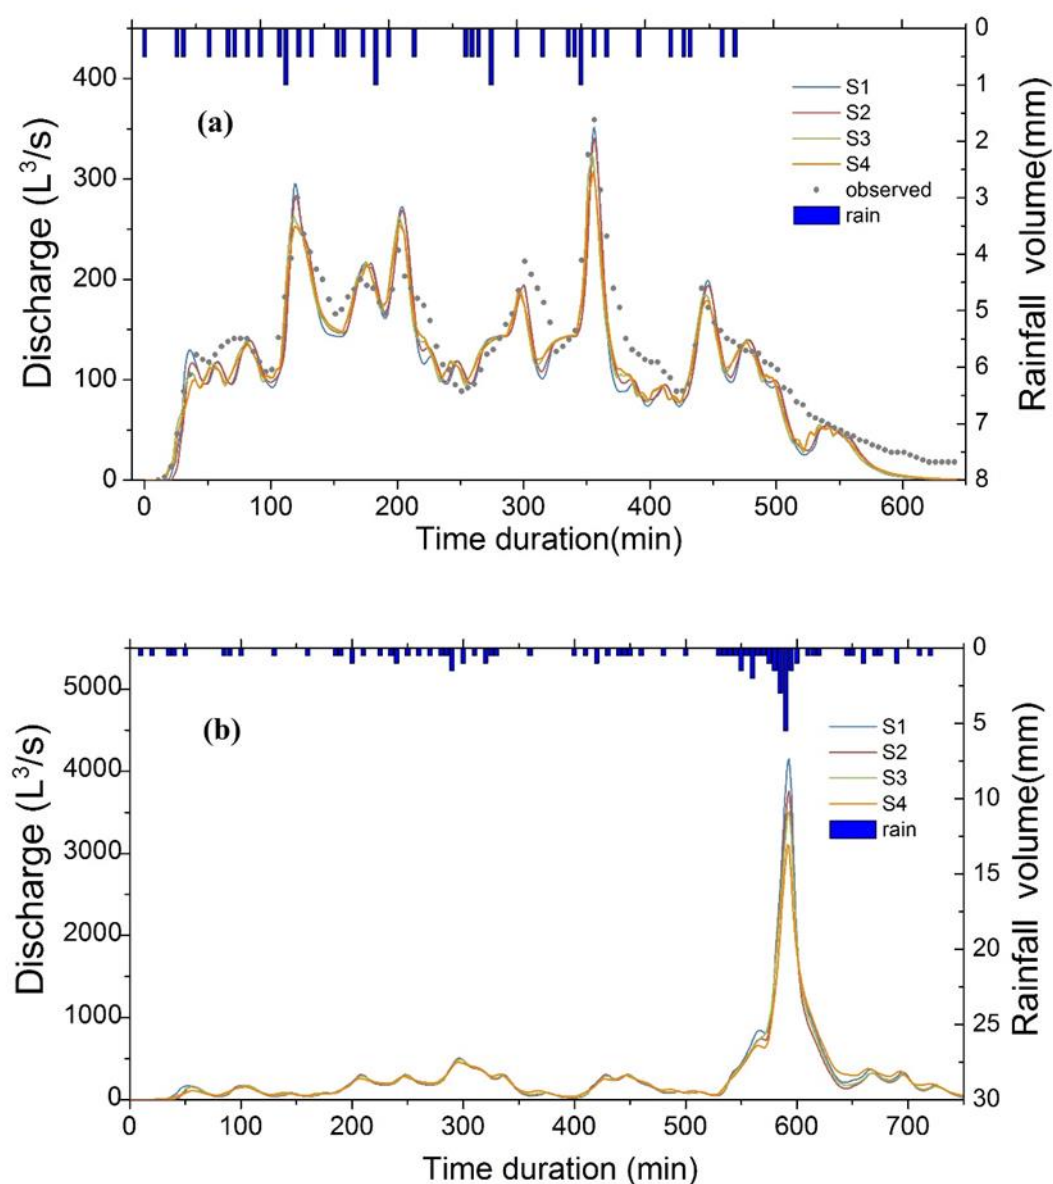 0
400
1
(a)
S1
2
S2
300
S3
3
S4
observed
rain
4
200
5
100
6
7
0
8
0 100 200 300 400 500 600
Discharge (L³/s)
Rainfall volume(mm)
Time duration(min)
0
5000
5
(b)
S1
4000
S2
S3
10
S4
rain
3000
15
2000
20
1000
25
0
30
0 100 200 300 400 500 600 700
Discharge (L³/s)
Rainfall volume(mm)
Time duration (min)